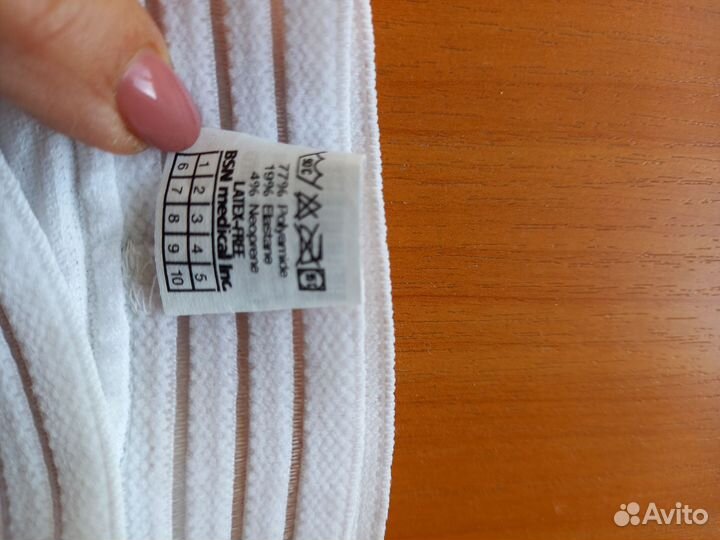 30 C
77% Polyamide
19% Elastane
4% Neoprene
LATEX-FREE
BSN medical Inc.
1 2 3 4 5
6 7 8 9 10
Avito